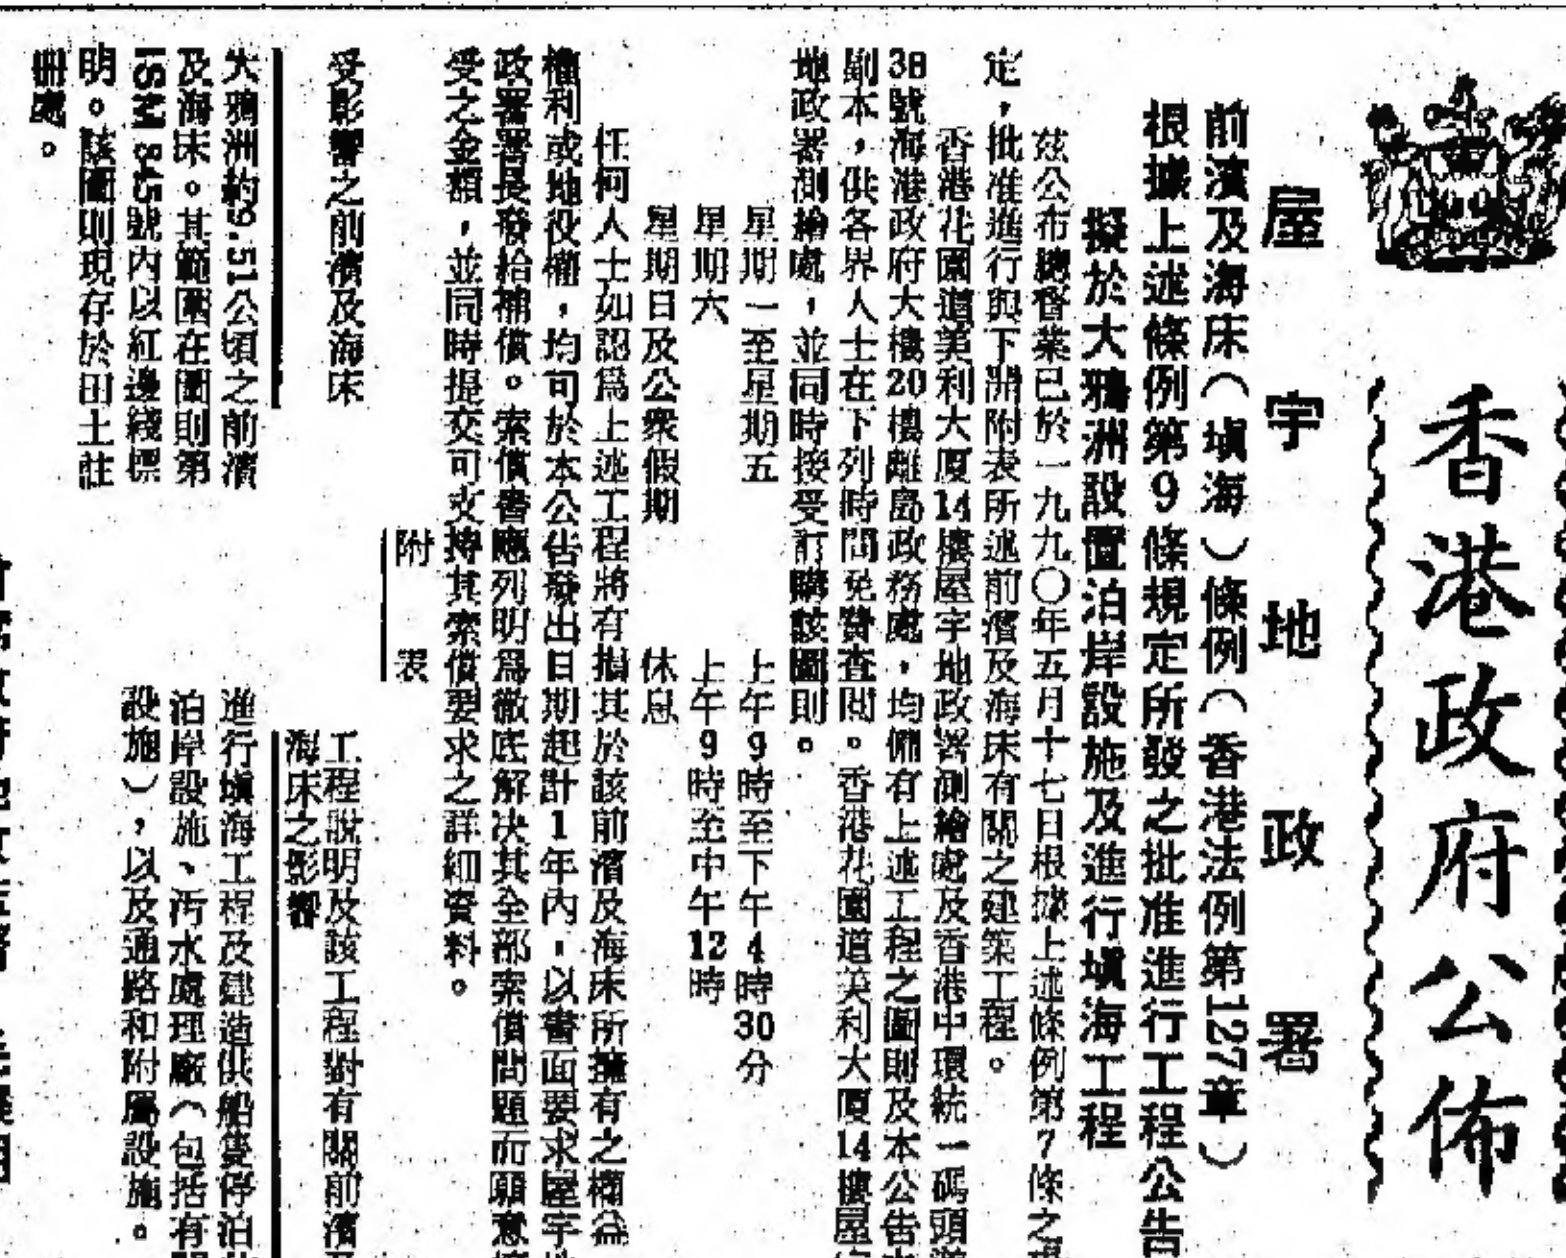 香港政府公佈
屋宇地政署
前濱及海床（塡海）條例（香港法例第127章）
根據上述條例第9條規定所發之批准進行工程公告
擬於大鴉洲設置泊岸設施及進行塡海工程
茲公布總督業已於一九九〇年五月十七日根據上述條例第7條之
定，批准進行與下開附表所述前濱及海床有關之建築工程。
香港花園道美利大厦14樓屋宇地政署測繪處及香港中環統一碼頭道
38號海港政府大樓20樓離島政務處，均備有上述工程之圖則及本公告
副本，供各界人士在下列時間免費查閱。香港花園道美利大厦14樓屋
地政署測繪處，並同時接受訂購該圖則。
星期一至星期五 上午9時至下午4時30分
星期六 上午9時至中午12時
星期日及公衆假期 休息
任何人士如認爲上述工程將有損其於該前濱及海床所擁有之權益
權利或地役權，均可於本公告發出日期起計1年內，以書面要求屋宇地
政署署長發給補償。索償書應列明爲徹底解决其全部索償問題而願意
受之金額，並同時提交可支持其索償要求之詳細資料。
附表
受影響之前濱及海床
工程說明及該工程對有關前濱
海床之影響
大鴉洲約9.51公頃之前濱
及海床。其範圍在圖則第
ISM 845號內以紅邊綫標
明。該圖則現存於田土註
册處。
進行塡海工程及建造供船隻停泊
泊岸設施、污水處理廠（包括有
設施），以及通路和附屬設施。